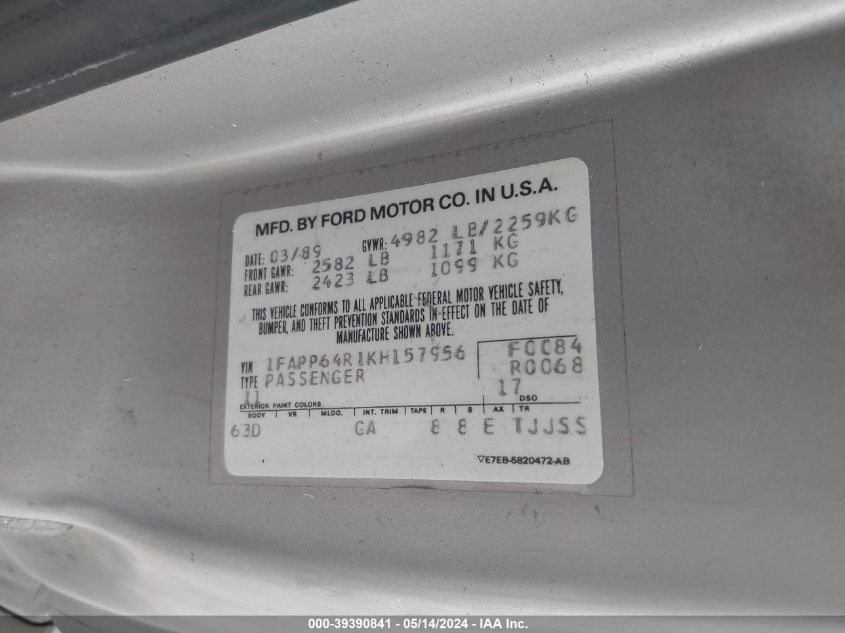 MFD. BY FORD MOTOR CO. IN U.S.A.
DATE: 03/89 GVWR: 4982 LB/2259KG
FRONT GAWR: 2582 LB 1171 KG
REAR GAWR: 2423 LB 1099 KG
THIS VEHICLE CONFORMS TO ALL APPLICABLE FEDERAL MOTOR VEHICLE SAFETY,
BUMPER, AND THEFT PREVENTION STANDARDS IN EFFECT ON THE DATE OF
MANUFACTURE SHOWN ABOVE.
VIN 1FAPP64R1KH157956 F0084
TYPE PASSENGER R0068
11 17
EXTERIOR PAINT COLORS DSO
BODY VR MLDG. INT. TRIM TAPE R S AX TR
63D GA 8 8 E TJJSS
▽E7EB-5820472-AB
000-39390841 - 05/14/2024 - IAA Inc.